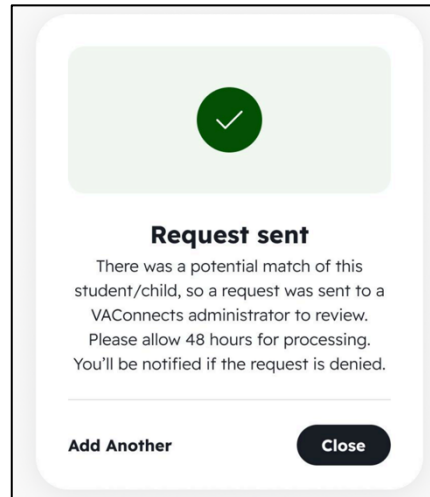 Request sent
There was a potential match of this
student/child, so a request was sent to a
VAConnects administrator to review.
Please allow 48 hours for processing.
You'll be notified if the request is denied.
Add Another
Close